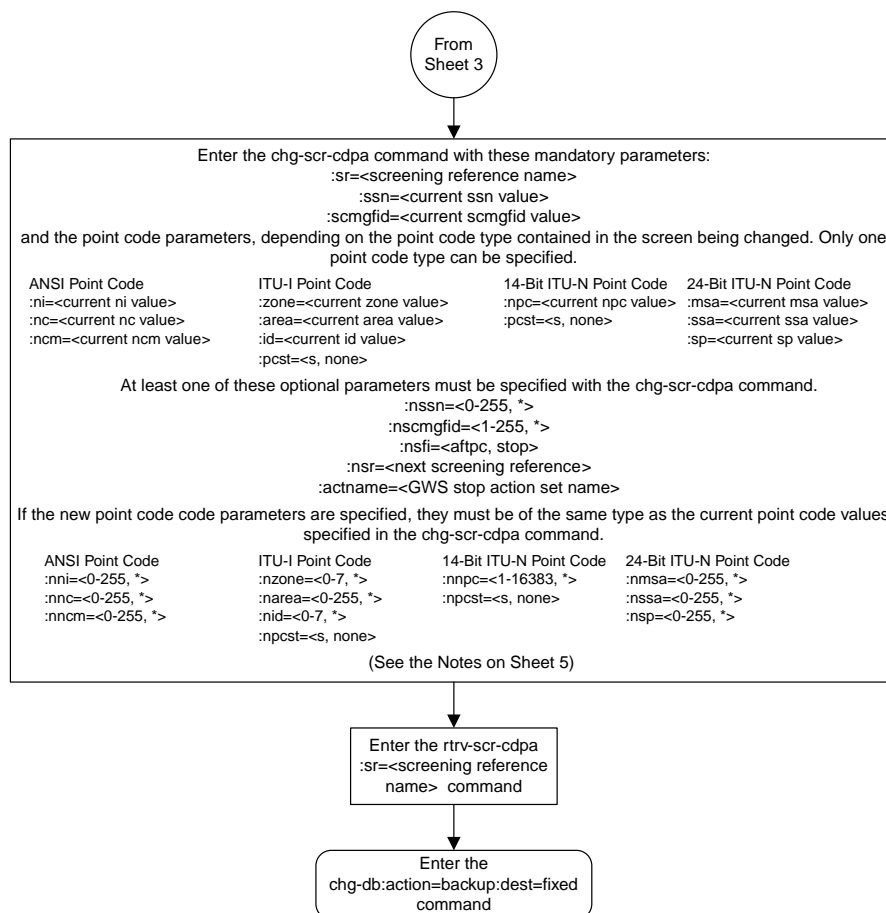 From
Sheet 3
Enter the chg-scr-cdpa command with these mandatory parameters:
:sr=<screening reference name>
:ssn=<current ssn value>
:scmgfid=<current scmgfid value>
and the point code parameters, depending on the point code type contained in the screen being changed. Only one
point code type can be specified.
ANSI Point Code
:ni=<current ni value>
:nc=<current nc value>
:ncm=<current ncm value>
ITU-I Point Code
:zone=<current zone value>
:area=<current area value>
:id=<current id value>
:pcst=<s, none>
14-Bit ITU-N Point Code
:npc=<current npc value>
:pcst=<s, none>
24-Bit ITU-N Point Code
:msa=<current msa value>
:ssa=<current ssa value>
:sp=<current sp value>
At least one of these optional parameters must be specified with the chg-scr-cdpa command.
:nssn=<0-255, *>
:nscmgfid=<1-255, *>
:nsfi=<aftpc, stop>
:nsr=<next screening reference>
:actname=<GWS stop action set name>
If the new point code code parameters are specified, they must be of the same type as the current point code values
specified in the chg-scr-cdpa command.
ANSI Point Code
:nni=<0-255, *>
:nnc=<0-255, *>
:nncm=<0-255, *>
ITU-I Point Code
:nzone=<0-7, *>
:narea=<0-255, *>
:nid=<0-7, *>
:npcst=<s, none>
14-Bit ITU-N Point Code
:nnpc=<1-16383, *>
:npcst=<s, none>
24-Bit ITU-N Point Code
:nmsa=<0-255, *>
:nssa=<0-255, *>
:nsp=<0-255, *>
(See the Notes on Sheet 5)
Enter the rtrv-scr-cdpa
:sr=<screening reference
name> command
Enter the
chg-db:action=backup:dest=fixed
command